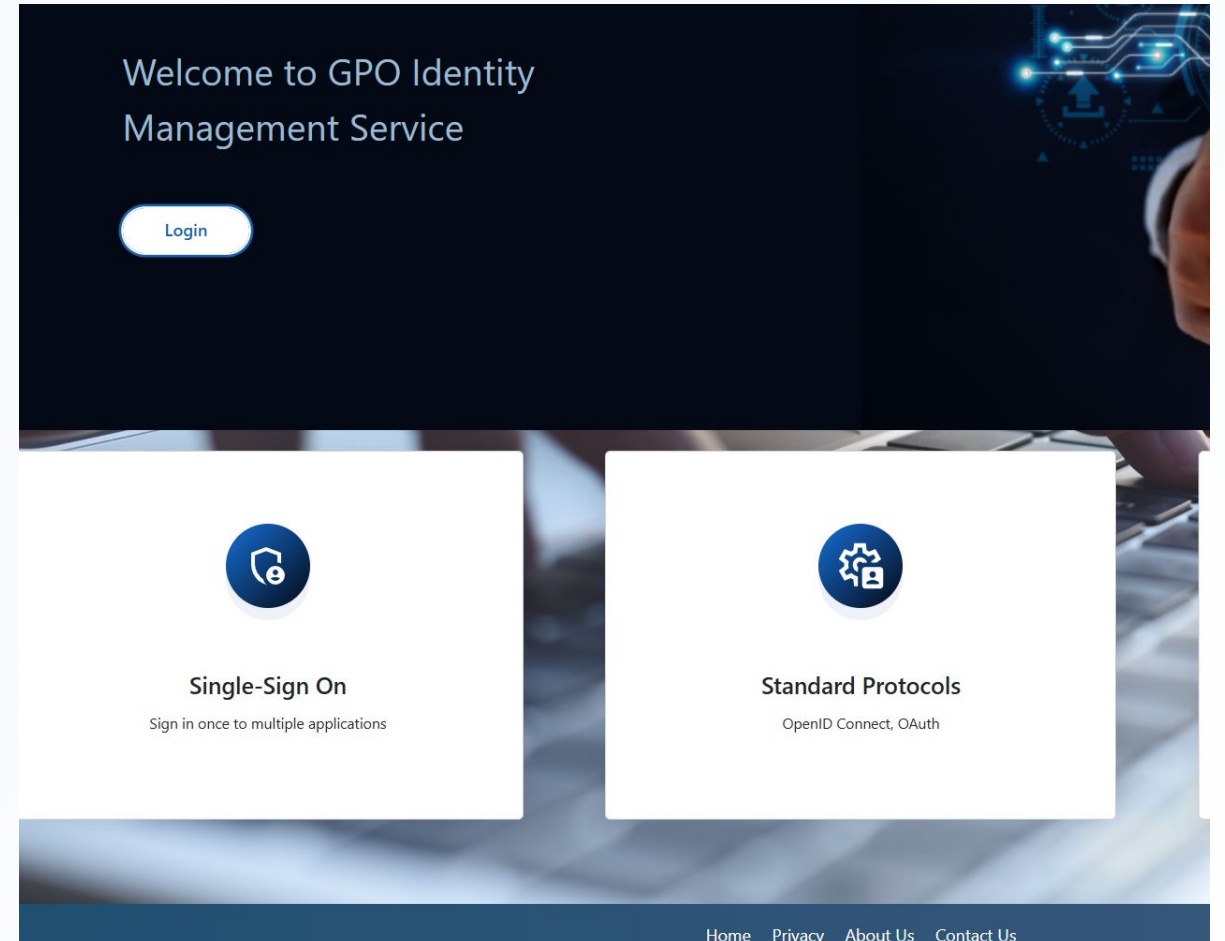 Welcome to GPO Identity
Management Service
Login
Single-Sign On
Sign in once to multiple applications
Standard Protocols
OpenID Connect, OAuth
Home Privacy About Us Contact Us